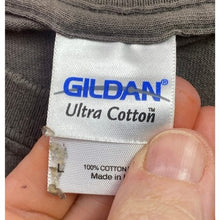 GILDAN®
Ultra Cotton™
L
100% COTTON
Made in